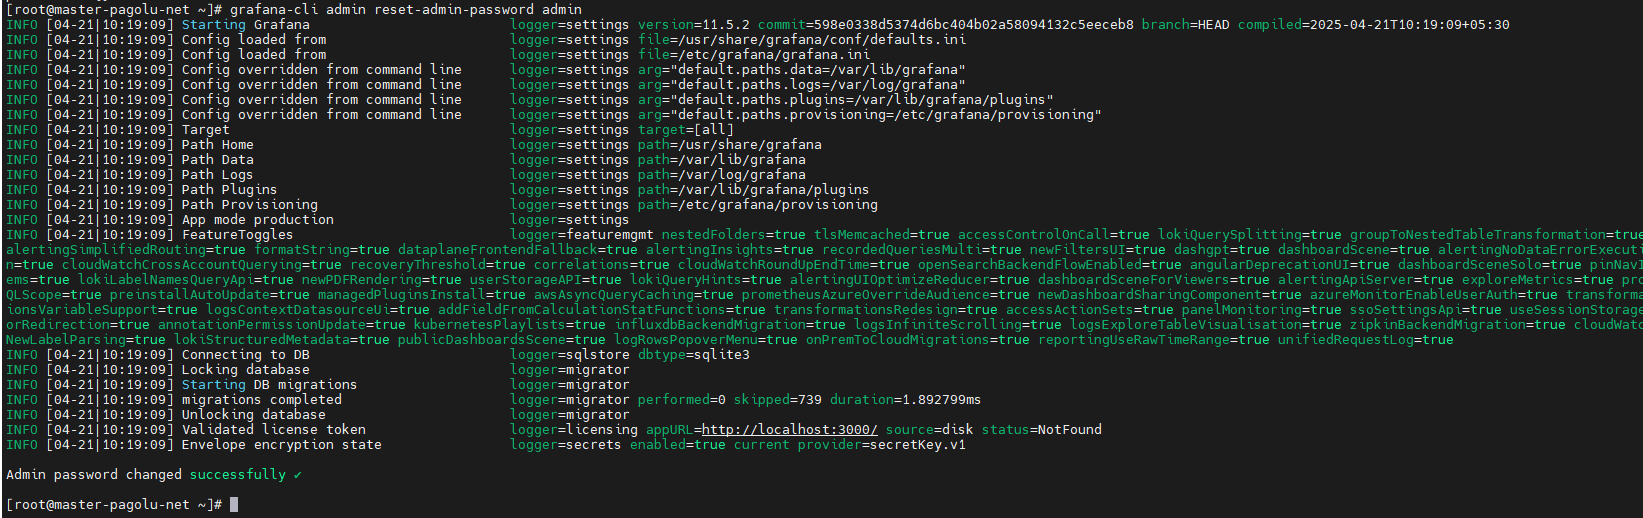 [root@master-pagolu-net ~]# grafana-cli admin reset-admin-password admin
INFO [04-21|10:19:09] Starting Grafana                         logger=settings version=11.5.2 commit=598e0338d5374d6bc404b02a58094132c5eeceb8 branch=HEAD compiled=2025-04-21T10:19:09+05:30
INFO [04-21|10:19:09] Config loaded from                       logger=settings file=/usr/share/grafana/conf/defaults.ini
INFO [04-21|10:19:09] Config loaded from                       logger=settings file=/etc/grafana/grafana.ini
INFO [04-21|10:19:09] Config overridden from command line      logger=settings arg="default.paths.data=/var/lib/grafana"
INFO [04-21|10:19:09] Config overridden from command line      logger=settings arg="default.paths.logs=/var/log/grafana"
INFO [04-21|10:19:09] Config overridden from command line      logger=settings arg="default.paths.plugins=/var/lib/grafana/plugins"
INFO [04-21|10:19:09] Config overridden from command line      logger=settings arg="default.paths.provisioning=/etc/grafana/provisioning"
INFO [04-21|10:19:09] Target                                   logger=settings target=[all]
INFO [04-21|10:19:09] Path Home                                logger=settings path=/usr/share/grafana
INFO [04-21|10:19:09] Path Data                                logger=settings path=/var/lib/grafana
INFO [04-21|10:19:09] Path Logs                                logger=settings path=/var/log/grafana
INFO [04-21|10:19:09] Path Plugins                             logger=settings path=/var/lib/grafana/plugins
INFO [04-21|10:19:09] Path Provisioning                        logger=settings path=/etc/grafana/provisioning
INFO [04-21|10:19:09] App mode production                      logger=settings
INFO [04-21|10:19:09] FeatureToggles                           logger=featuremgmt nestedFolders=true tlsMemcached=true accessControlOnCall=true lokiQuerySplitting=true groupToNestedTableTransformation=true
alertingSimplifiedRouting=true formatString=true dataplaneFrontendFallback=true alertingInsights=true recordedQueriesMulti=true newFiltersUI=true dashgpt=true dashboardScene=true alertingNoDataErrorExecuti
n=true cloudWatchCrossAccountQuerying=true recoveryThreshold=true correlations=true cloudWatchRoundUpEndTime=true openSearchBackendFlowEnabled=true angularDeprecationUI=true dashboardSceneSolo=true pinNavI
ems=true lokiLabelNamesQueryApi=true newPDFRendering=true userStorageAPI=true lokiQueryHints=true alertingUIOptimizeReducer=true dashboardSceneForViewers=true alertingApiServer=true exploreMetrics=true pro
QLScope=true preinstallAutoUpdate=true managedPluginsInstall=true awsAsyncQueryCaching=true prometheusAzureOverrideAudience=true newDashboardSharingComponent=true azureMonitorEnableUserAuth=true transforma
ionsVariableSupport=true logsContextDatasourceUi=true addFieldFromCalculationStatFunctions=true transformationsRedesign=true accessActionSets=true panelMonitoring=true ssoSettingsApi=true useSessionStorage
orRedirection=true annotationPermissionUpdate=true kubernetesPlaylists=true influxdbBackendMigration=true logsInfiniteScrolling=true logsExploreTableVisualisation=true zipkinBackendMigration=true cloudWatc
NewLabelParsing=true lokiStructuredMetadata=true publicDashboardsScene=true logRowsPopoverMenu=true onPremToCloudMigrations=true reportingUseRawTimeRange=true unifiedRequestLog=true
INFO [04-21|10:19:09] Connecting to DB                         logger=sqlstore dbtype=sqlite3
INFO [04-21|10:19:09] Locking database                         logger=migrator
INFO [04-21|10:19:09] Starting DB migrations                   logger=migrator
INFO [04-21|10:19:09] migrations completed                     logger=migrator performed=0 skipped=739 duration=1.892799ms
INFO [04-21|10:19:09] Unlocking database                       logger=migrator
INFO [04-21|10:19:09] Validated license token                  logger=licensing appURL=http://localhost:3000/ source=disk status=NotFound
INFO [04-21|10:19:09] Envelope encryption state                logger=secrets enabled=true current provider=secretKey.v1
Admin password changed successfully ✔
[root@master-pagolu-net ~]#